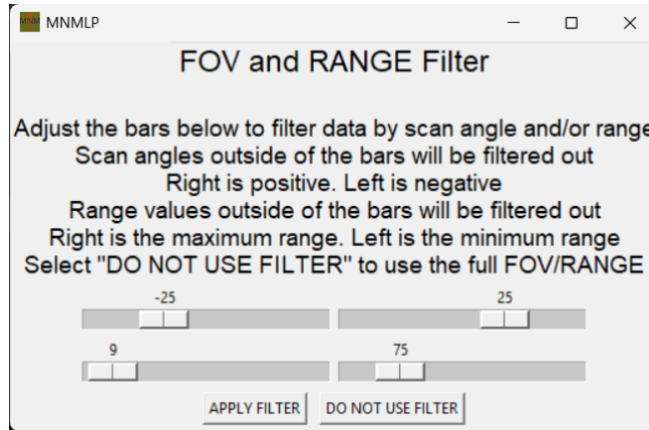 MNM MNMLP
FOV and RANGE Filter
Adjust the bars below to filter data by scan angle and/or range
Scan angles outside of the bars will be filtered out
Right is positive. Left is negative
Range values outside of the bars will be filtered out
Right is the maximum range. Left is the minimum range
Select "DO NOT USE FILTER" to use the full FOV/RANGE
-25 25
9 75
APPLY FILTER DO NOT USE FILTER